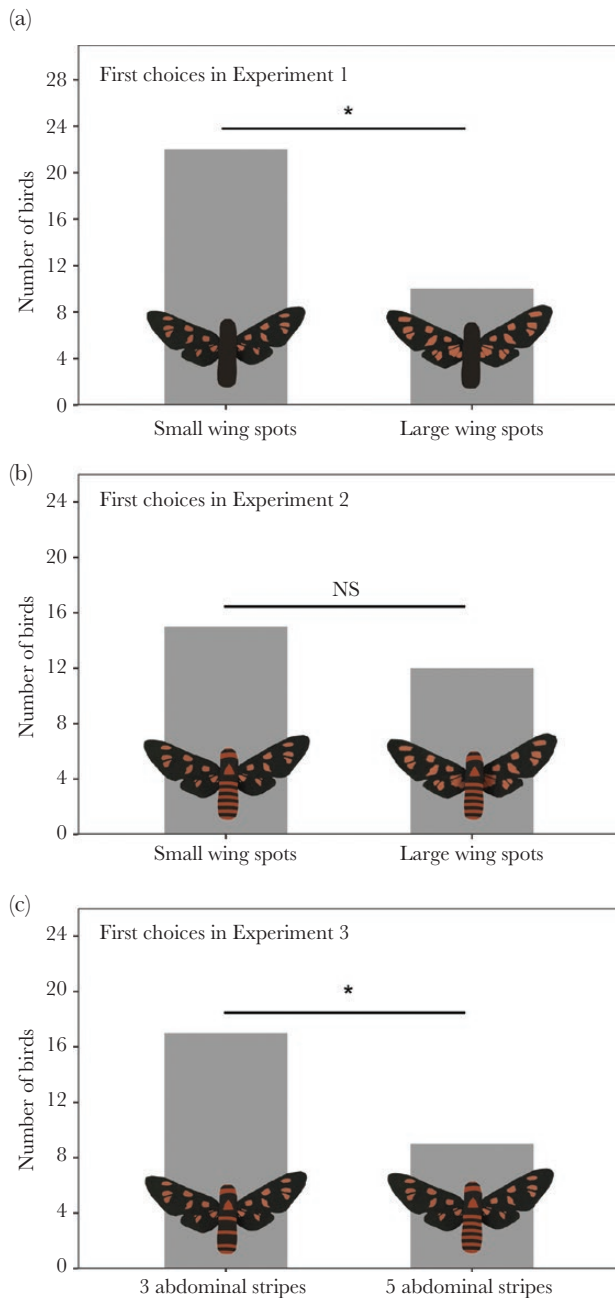 (a)
First choices in Experiment 1
*
Number of birds
28
24
20
16
12
8
4
0
Small wing spots Large wing spots
(b)
First choices in Experiment 2
NS
Number of birds
24
20
16
12
8
4
0
Small wing spots Large wing spots
(c)
First choices in Experiment 3
*
Number of birds
24
20
16
12
8
4
0
3 abdominal stripes 5 abdominal stripes